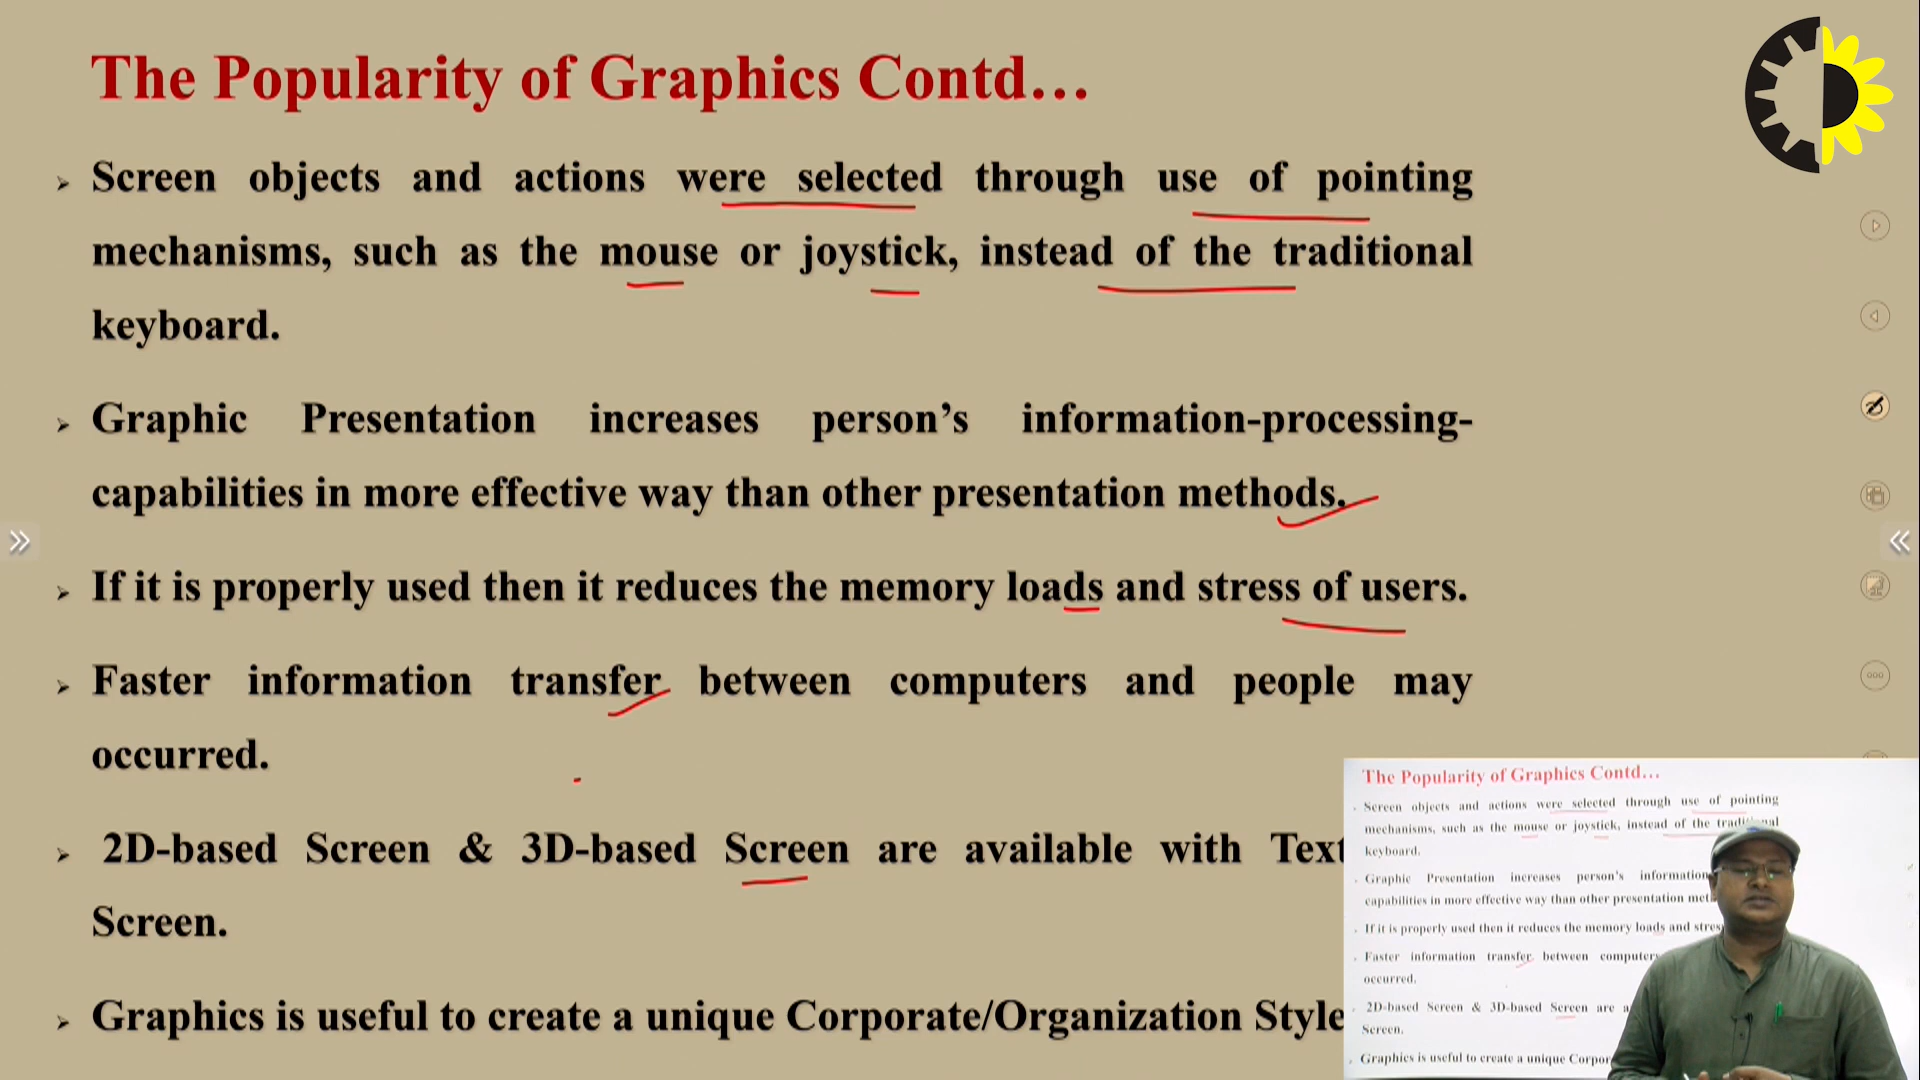 The Popularity of Graphics Contd...
Screen objects and actions were selected through use of pointing
mechanisms, such as the mouse or joystick, instead of the traditional
keyboard.
Graphic Presentation increases person’s information-processing-
capabilities in more effective way than other presentation methods.
If it is properly used then it reduces the memory loads and stress of users.
Faster information transfer between computers and people may
occurred.
2D-based Screen & 3D-based Screen are available with Text
Screen.
Graphics is useful to create a unique Corporate/Organization Style
The Popularity of Graphics Contd...
Screen objects and actions were selected through use of pointing
mechanisms, such as the mouse or joystick, instead of the traditional
keyboard.
Graphic Presentation increases person’s information
capabilities in more effective way than other presentation
If it is properly used then it reduces the memory loads and
Faster information transfer between computers
occurred.
2D-based Screen & 3D-based Screen are
Screen.
Graphics is useful to create a unique